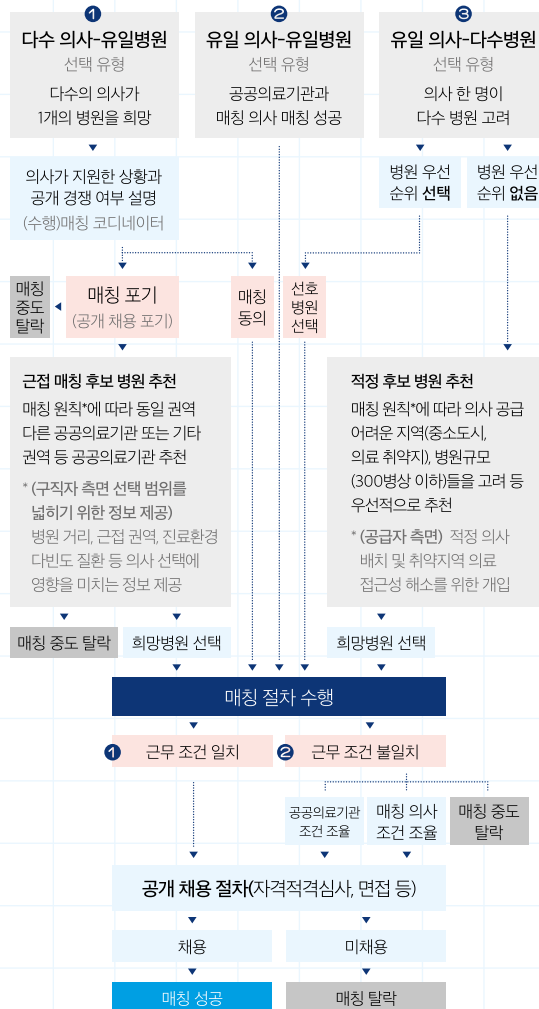 1
다수 의사-유일병원
선택 유형
다수의 의사가
1개의 병원을 희망
2
유일 의사-유일병원
선택 유형
공공의료기관과
매칭 의사 매칭 성공
3
유일 의사-다수병원
선택 유형
의사 한 명이
다수 병원 고려
의사가 지원한 상황과
공개 경쟁 여부 설명
(수행)매칭 코디네이터
병원 우선
순위 선택
병원 우선
순위 없음
매칭
중도
탈락
매칭 포기
(공개 채용 포기)
매칭
동의
선호
병원
선택
근접 매칭 후보 병원 추천
매칭 원칙*에 따라 동일 권역
다른 공공의료기관 또는 기타
권역 등 공공의료기관 추천
* (구직자 측면 선택 범위를
넓히기 위한 정보 제공)
병원 거리, 근접 권역, 진료환경
다빈도 질환 등 의사 선택에
영향을 미치는 정보 제공
적정 후보 병원 추천
매칭 원칙*에 따라 의사 공급
어려운 지역(중소도시,
의료 취약지), 병원규모
(300병상 이하)들을 고려 등
우선적으로 추천
* (공급자 측면) 적정 의사
배치 및 취약지역 의료
접근성 해소를 위한 개입
매칭 중도 탈락
희망병원 선택
희망병원 선택
매칭 절차 수행
1 근무 조건 일치
2 근무 조건 불일치
공공의료기관
조건 조율
매칭 의사
조건 조율
매칭 중도
탈락
공개 채용 절차(자격적격심사, 면접 등)
채용
미채용
매칭 성공
매칭 탈락